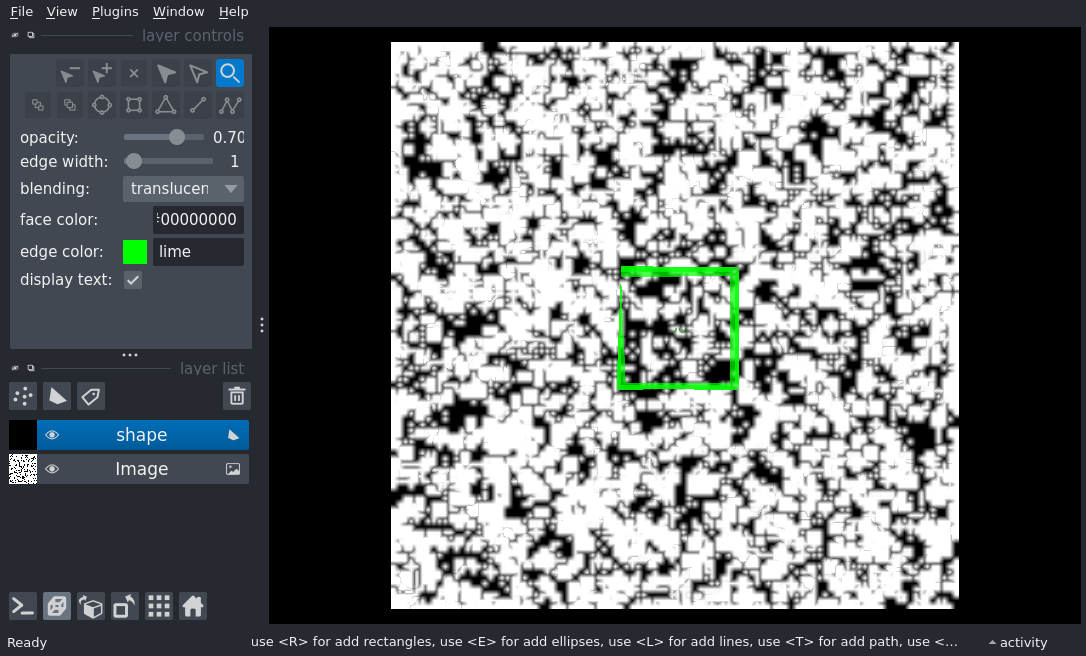 File View Plugins Window Help
layer controls
opacity: 0.70
edge width: 1
blending: translucen
face color: 00000000
edge color: lime
display text:
layer list
shape
Image
Ready
use <R> for add rectangles, use <E> for add ellipses, use <L> for add lines, use <T> for add path, use <...
activity